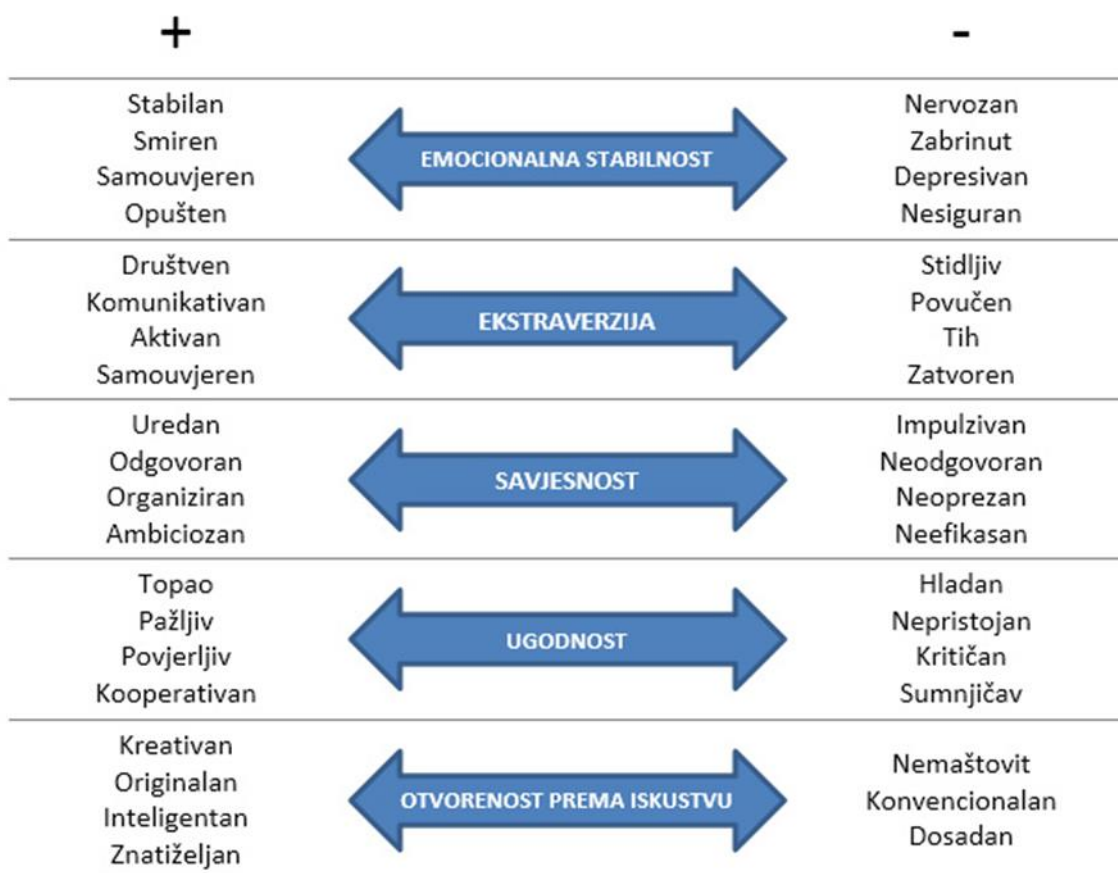 + -
Stabilan
Smiren
Samouvjeren
Opušten
EMOCIONALNA STABILNOST
Nervozan
Zabrinut
Depresivan
Nesiguran
Društven
Komunikativan
Aktivan
Samouvjeren
EKSTRAVERZIJA
Stidljiv
Povučen
Tih
Zatvoren
Uredan
Odgovoran
Organiziran
Ambiciozan
SAVJESNOST
Impulzivan
Neodgovoran
Neoprezan
Neefikasan
Topao
Pažljiv
Povjerljiv
Kooperativan
UGODNOST
Hladan
Nepristojan
Kritičan
Sumnjičav
Kreativan
Originalan
Inteligentan
Znatiželjan
OTVORENOST PREMA ISKUSTVU
Nemaštovit
Konvencionalan
Dosadan